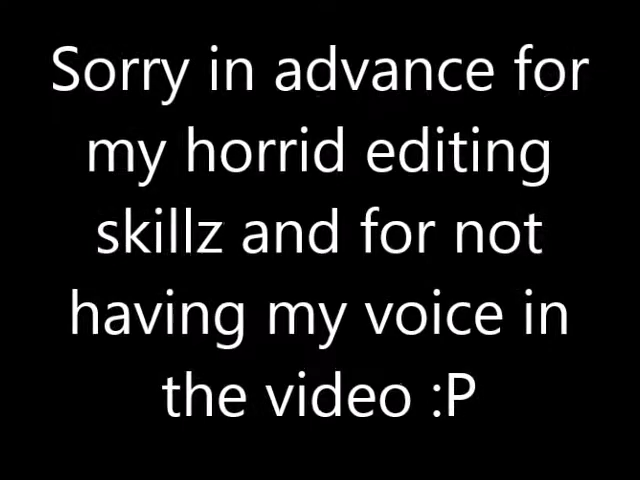 Sorry in advance for
my horrid editing
skillz and for not
having my voice in
the video :P